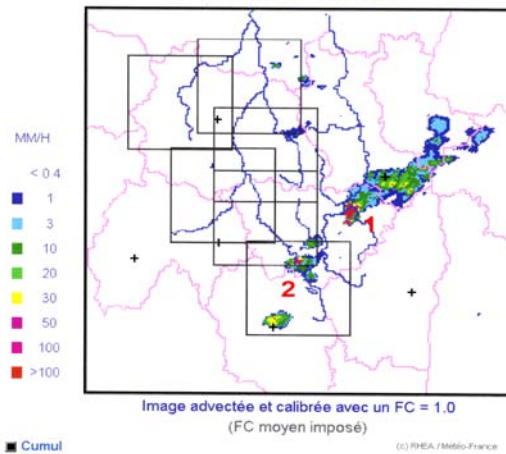 MM/H
< 0.4
1
3
10
20
30
50
100
>100
1
2
Image advectée et calibrée avec un FC = 1.0
(FC moyen imposé)
Cumul
(c) RHEA / Météo-France